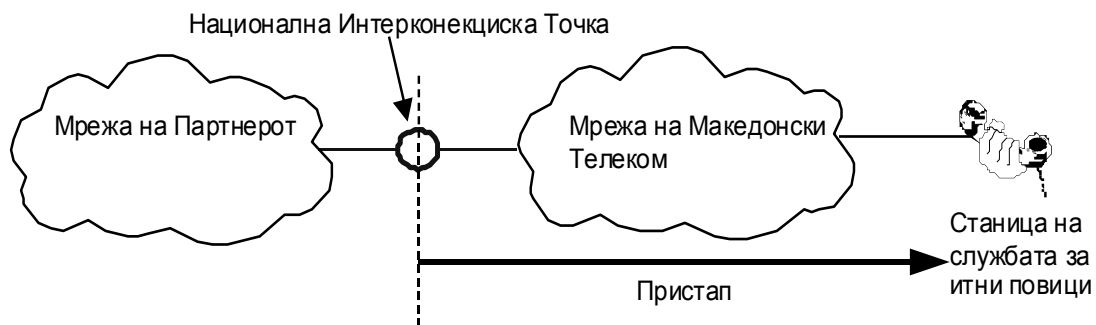 Национална Интерконекциска Точка
Мрежа на Партнерот
Мрежа на Македонски
Телеком
Станица на
службата за
итни повици
Пристап